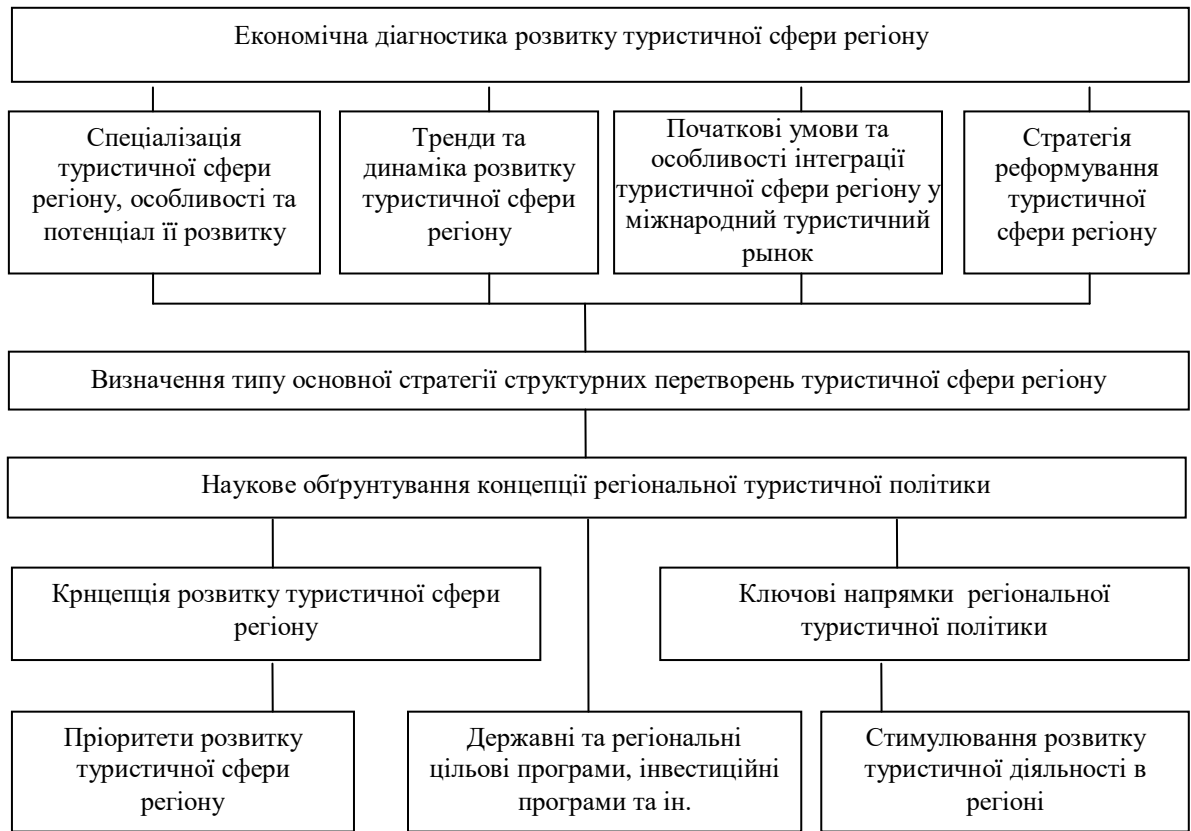 Економічна діагностика розвитку туристичної сфери регіону
Спеціалізація
туристичної сфери
регіону, особливості та
потенціал її розвитку
Тренди та
динаміка розвитку
туристичної сфери
регіону
Початкові умови та
особливості інтеграції
туристичної сфери регіону у
міжнародний туристичний
рынок
Стратегія
реформування
туристичної
сфери регіону
Визначення типу основної стратегії структурних перетворень туристичної сфери регіону
Наукове обґрунтування концепції регіональної туристичної політики
Крнцепція розвитку туристичної сфери
регіону
Ключові напрямки регіональної
туристичної політики
Пріоритети розвитку
туристичної сфери
регіону
Державні та регіональні
цільові програми, інвестиційні
програми та ін.
Стимулювання розвитку
туристичної діяльності в
регіоні